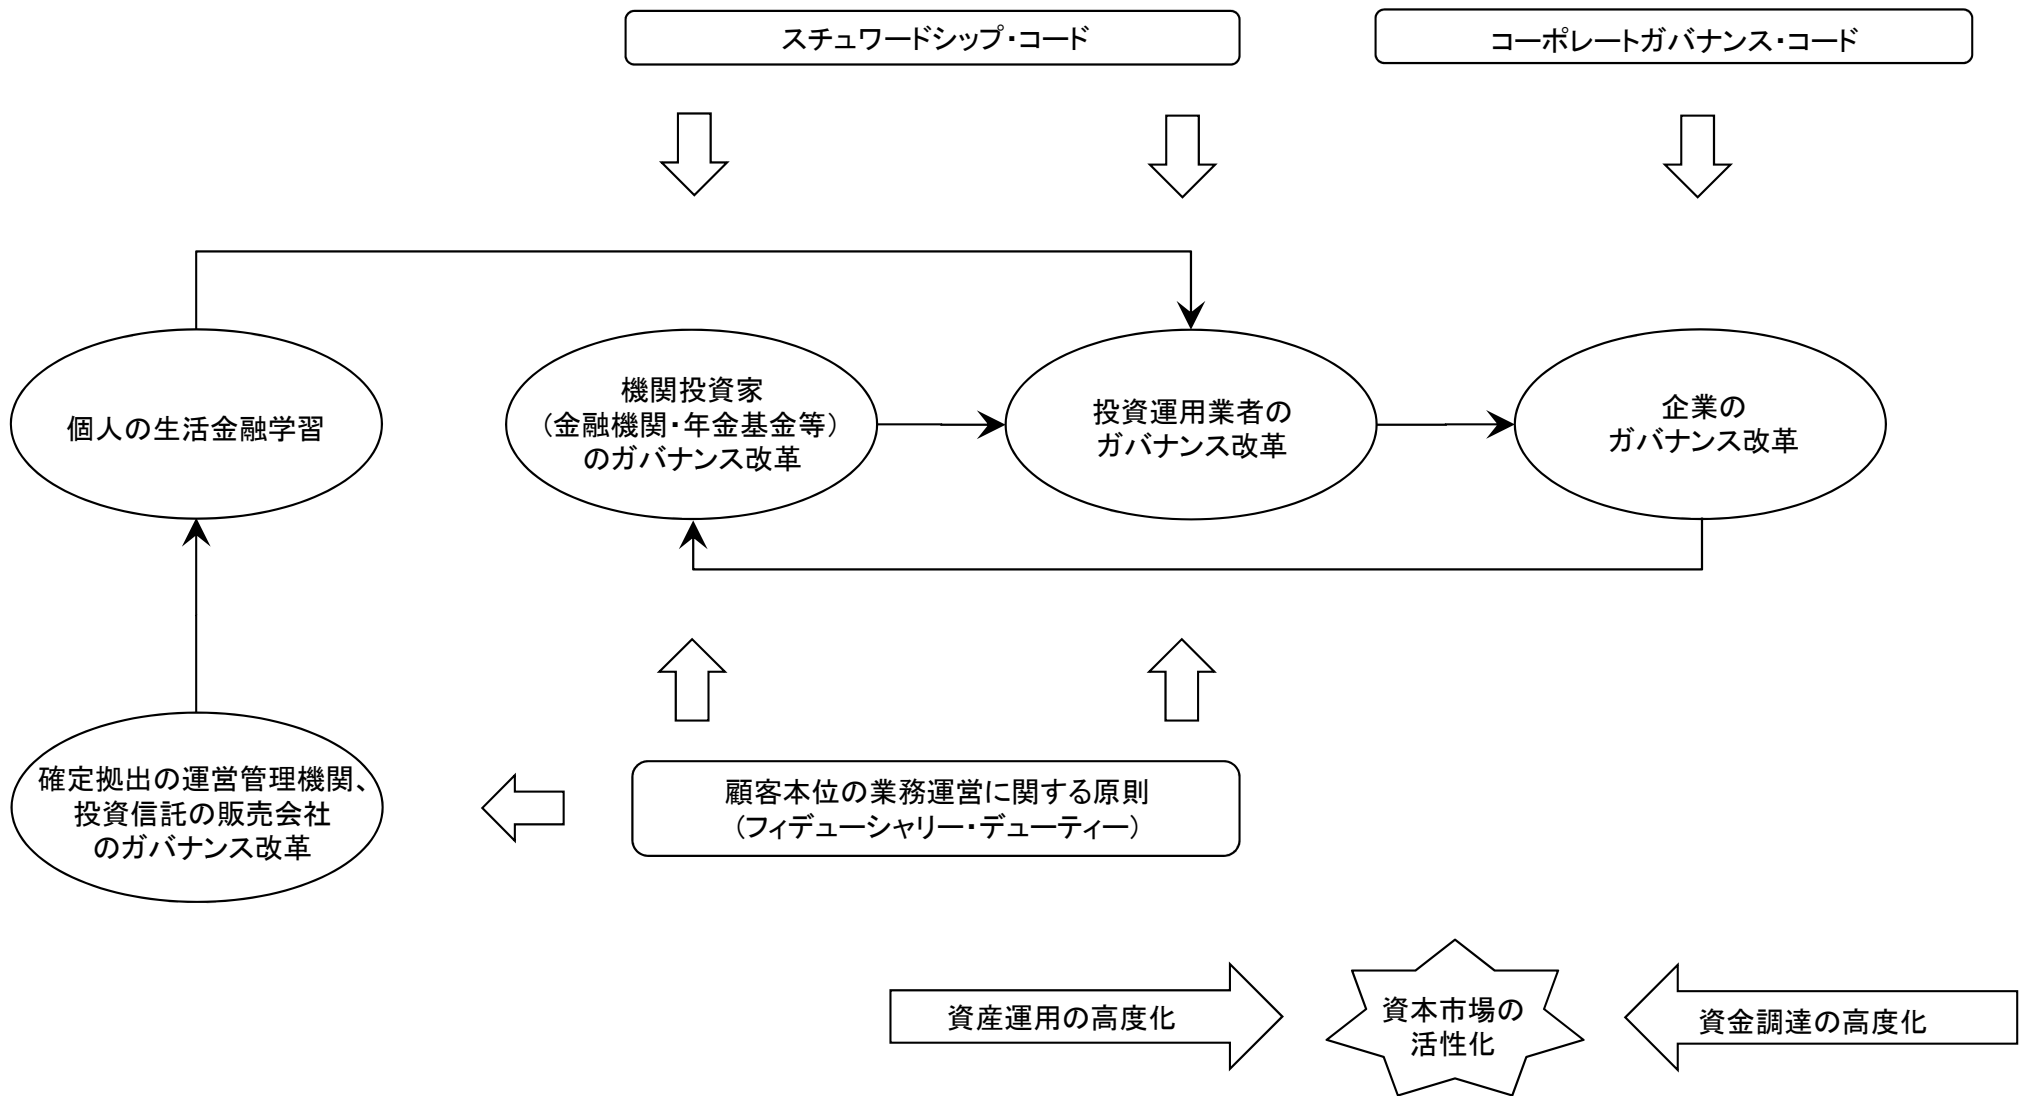 スチュワードシップ・コード
コーポレートガバナンス・コード
個人の生活金融学習
機関投資家
(金融機関・年金基金等)
のガバナンス改革
投資運用業者の
ガバナンス改革
企業の
ガバナンス改革
確定拠出の運営管理機関、
投資信託の販売会社
のガバナンス改革
顧客本位の業務運営に関する原則
(フィデューシャリー・デューティー)
資産運用の高度化
資本市場の
活性化
資金調達の高度化